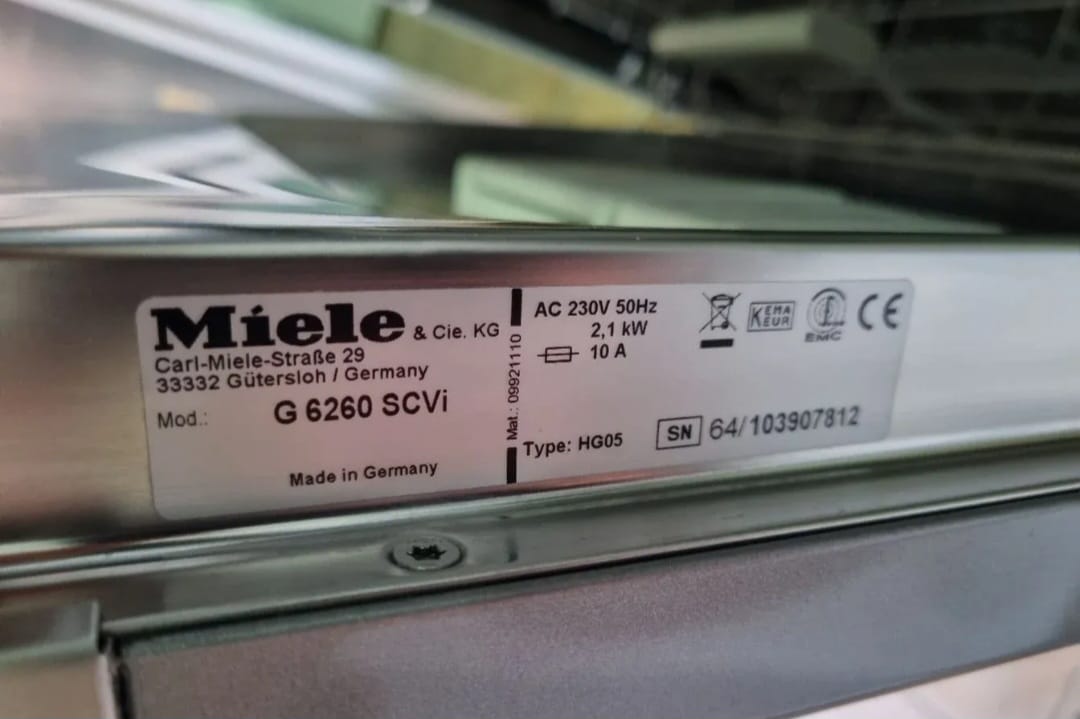 Miele & Cie. KG
Carl-Miele-Straße 29
33332 Gütersloh / Germany
Mod.: G 6260 SCVi
Made in Germany
Mat.: 09921110
AC 230V 50Hz
2,1 kW
10 A
Type: HG05
KEMA
KEUR
EMC
CE
SN 64/103907812